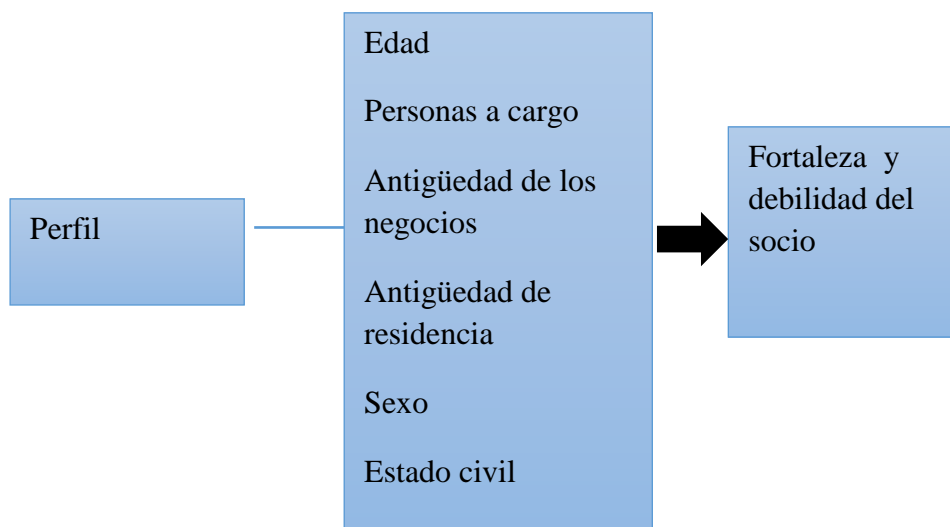 Perfil
Edad
Personas a cargo
Antigüedad de los
negocios
Antigüedad de
residencia
Sexo
Estado civil
Fortaleza y
debilidad del
socio